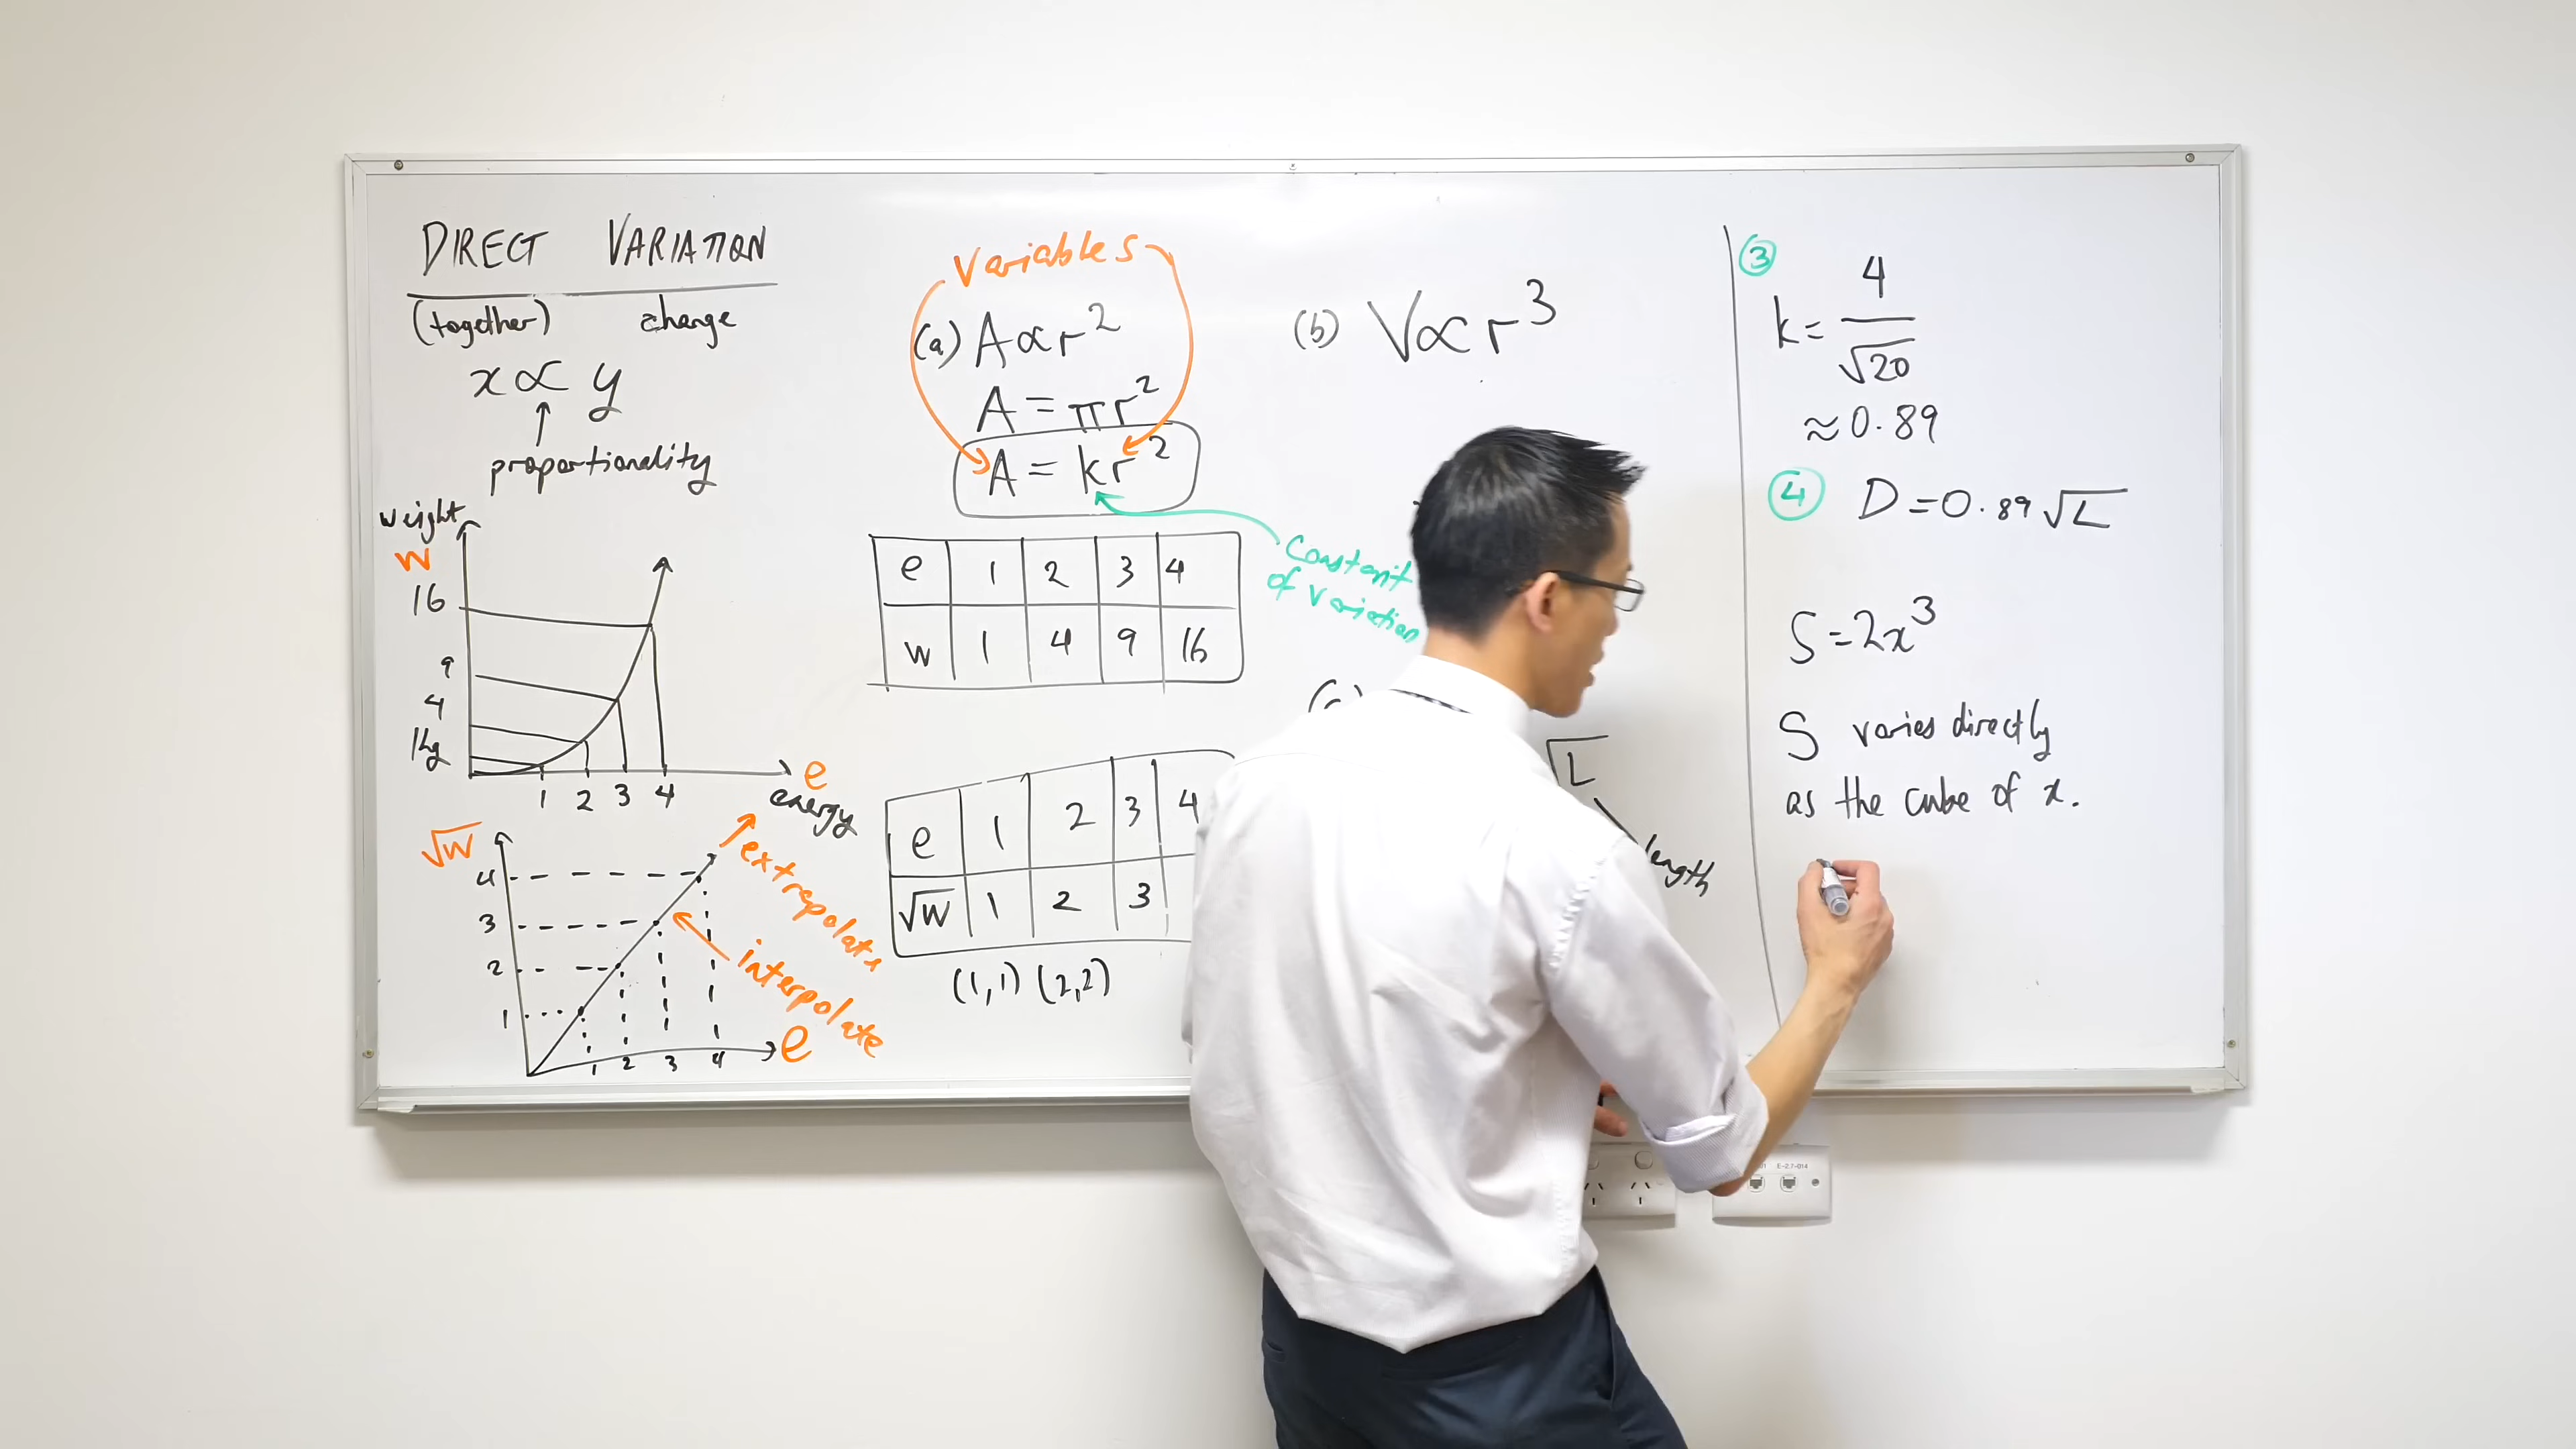 DIRECT VARIATION
(together) change
x ∝ y
proportionality
weight
W
16
9
4
1kg
1 2 3 4
e
energy
√W
4
3
2
1
1 2 3 4
e
extrapolate
interpolate
Variables
(a) A ∝ r²
A = πr²
A = kr²
Constant
of variation
e 1 2 3 4
w 1 4 9 16
e 1 2 3 4
√W 1 2 3
(1,1) (2,2)
(b) V ∝ r³
√L
length
③
k = 4/√20
≈ 0.89
④ D = 0.89√L
S = 2x³
S varies directly
as the cube of x.
E-2.7-014